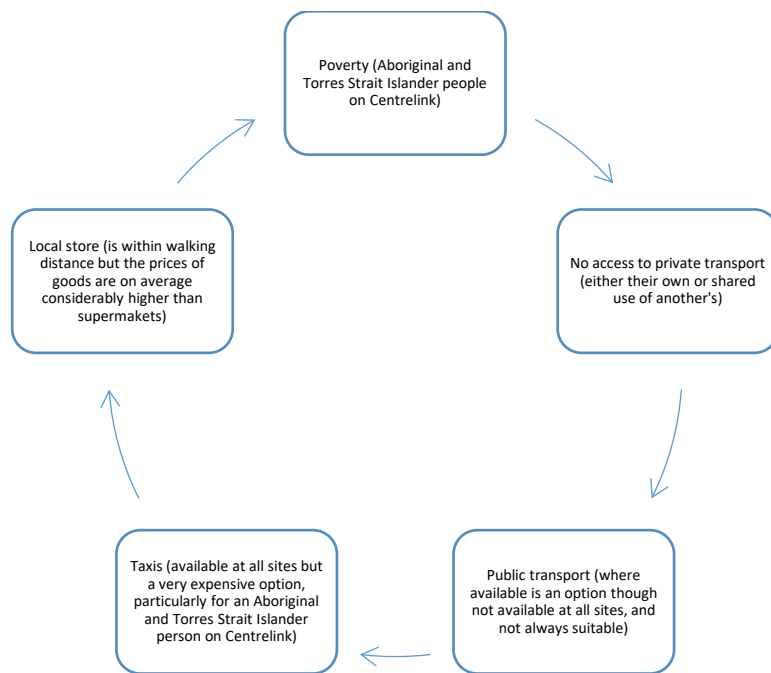 Poverty (Aboriginal and
Torres Strait Islander people
on Centrelink)
No access to private transport
(either their own or shared
use of another's)
Public transport (where
available is an option though
not available at all sites, and
not always suitable)
Taxis (available at all sites but
a very expensive option,
particularly for an Aboriginal
and Torres Strait Islander
person on Centrelink)
Local store (is within walking
distance but the prices of
goods are on average
considerably higher than
supermakets)